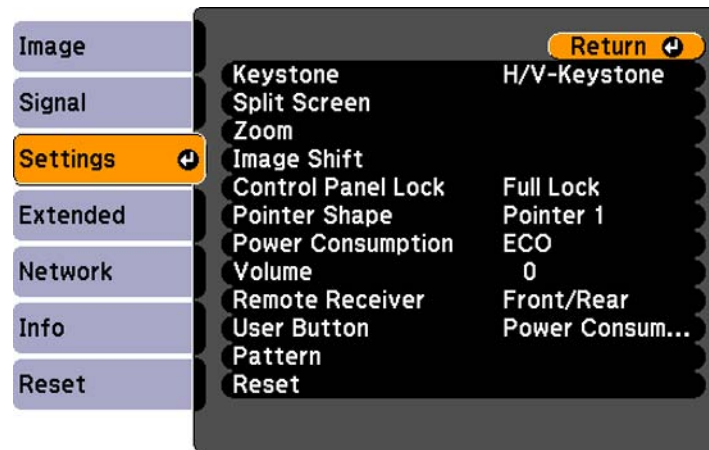 Image
Signal
Settings
Extended
Network
Info
Reset
Return
Keystone H/V-Keystone
Split Screen
Zoom
Image Shift
Control Panel Lock Full Lock
Pointer Shape Pointer 1
Power Consumption ECO
Volume 0
Remote Receiver Front/Rear
User Button Power Consum...
Pattern
Reset